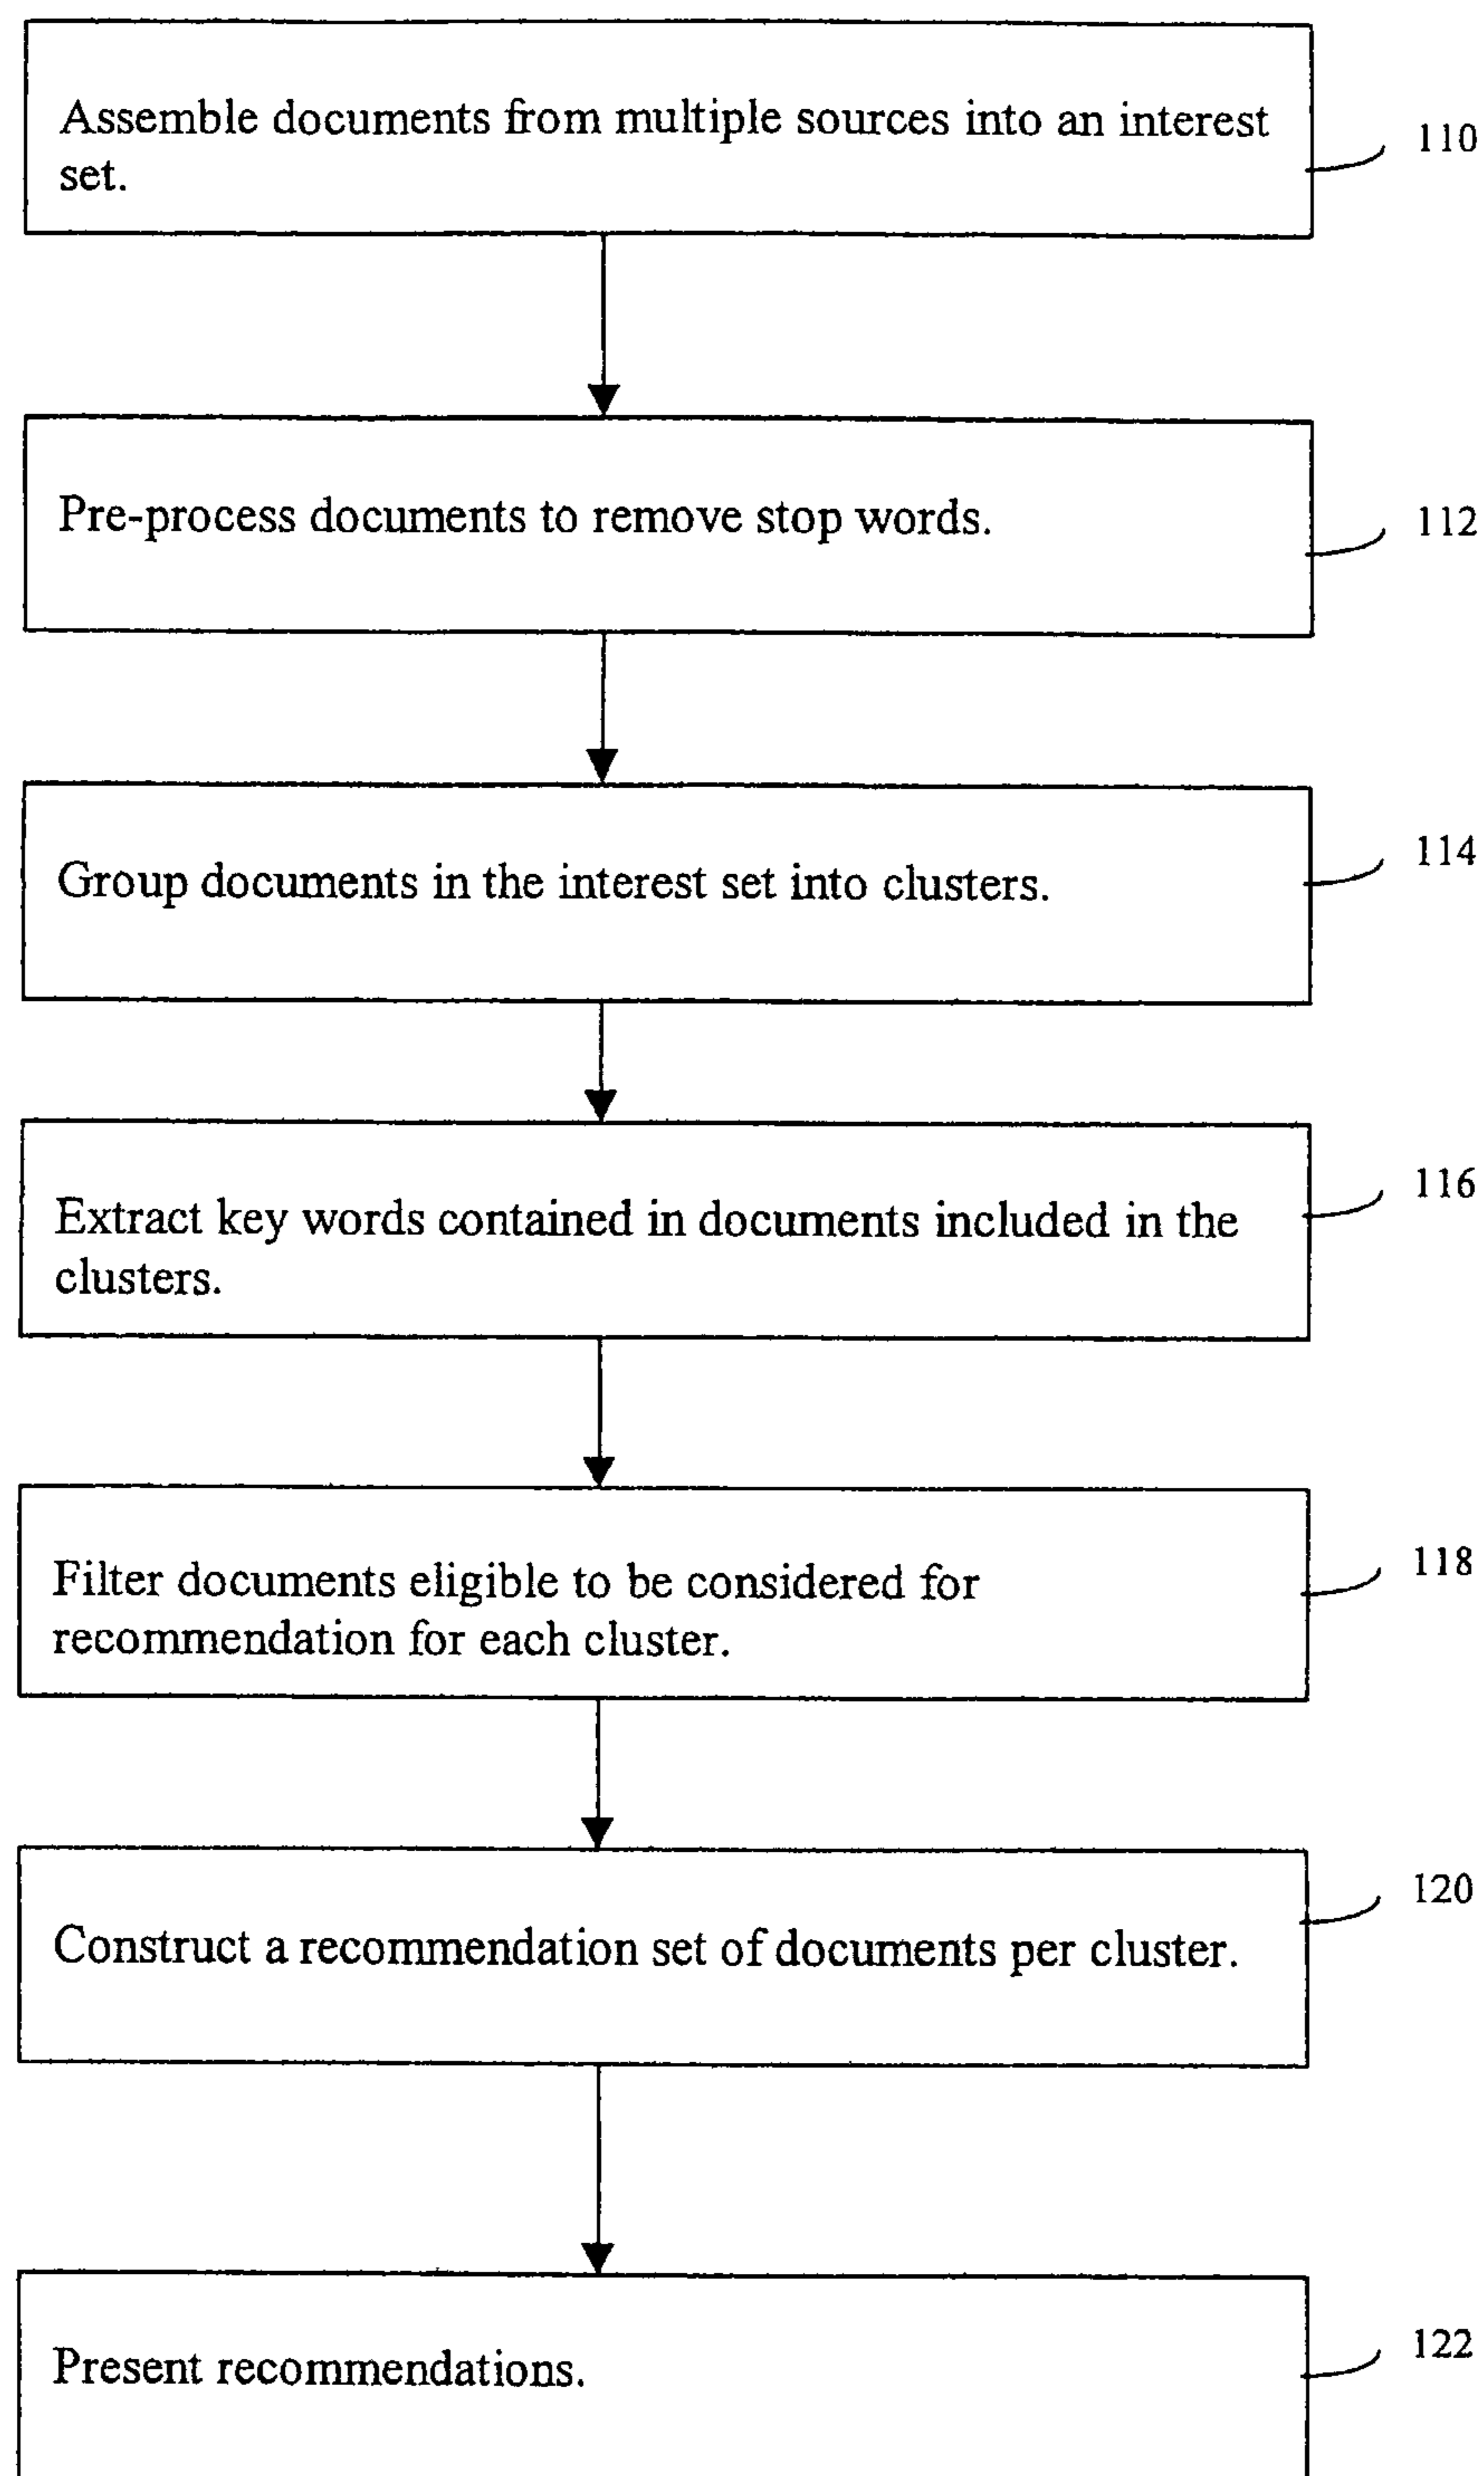 Assemble documents from multiple sources into an interest
set.
110
Pre-process documents to remove stop words.
112
Group documents in the interest set into clusters.
114
Extract key words contained in documents included in the
clusters.
116
Filter documents eligible to be considered for
recommendation for each cluster.
118
Construct a recommendation set of documents per cluster.
120
Present recommendations.
122